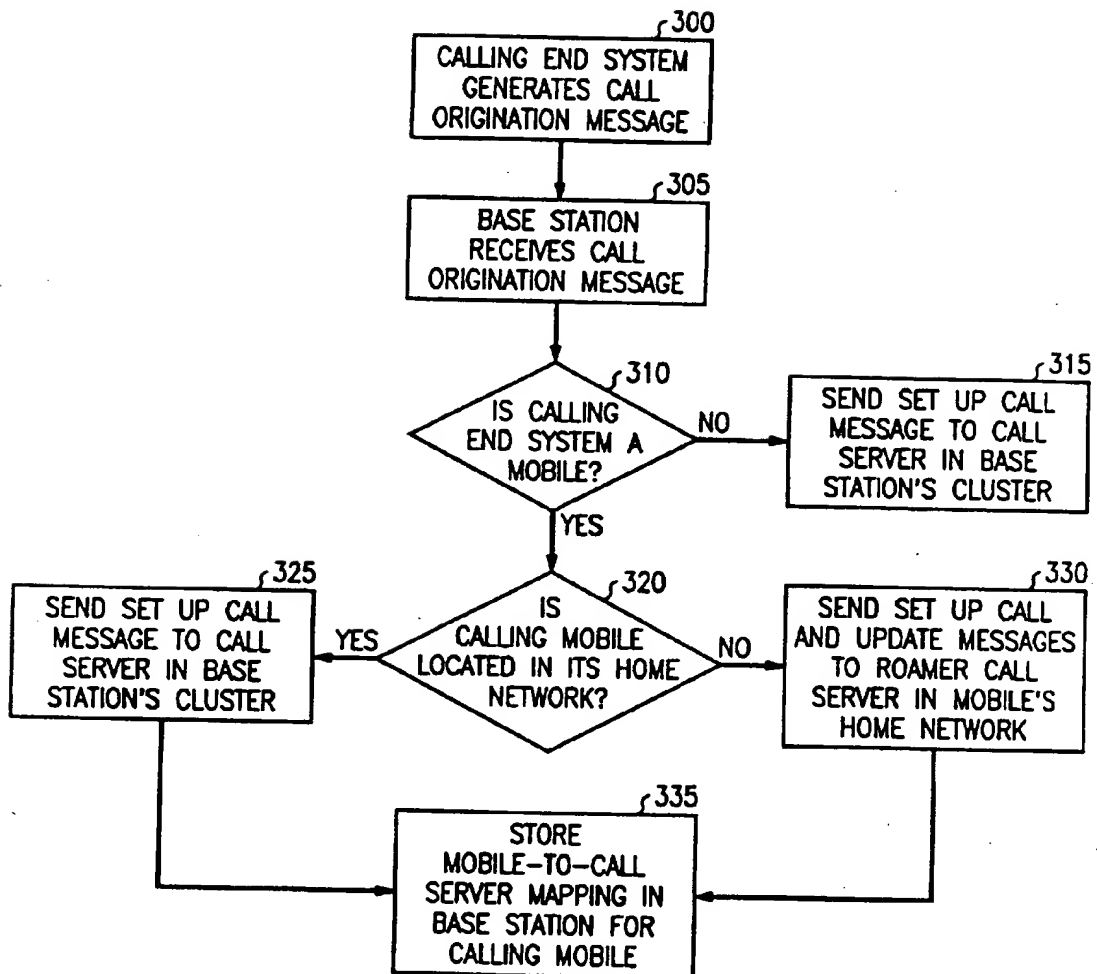 300
CALLING END SYSTEM
GENERATES CALL
ORIGINATION MESSAGE
305
BASE STATION
RECEIVES CALL
ORIGINATION MESSAGE
310
IS CALLING
END SYSTEM A
MOBILE?
NO
315
SEND SET UP CALL
MESSAGE TO CALL
SERVER IN BASE
STATION'S CLUSTER
YES
320
IS
CALLING MOBILE
LOCATED IN ITS HOME
NETWORK?
YES
325
SEND SET UP CALL
MESSAGE TO CALL
SERVER IN BASE
STATION'S CLUSTER
NO
330
SEND SET UP CALL
AND UPDATE MESSAGES
TO ROAMER CALL
SERVER IN MOBILE'S
HOME NETWORK
335
STORE
MOBILE-TO-CALL
SERVER MAPPING IN
BASE STATION FOR
CALLING MOBILE